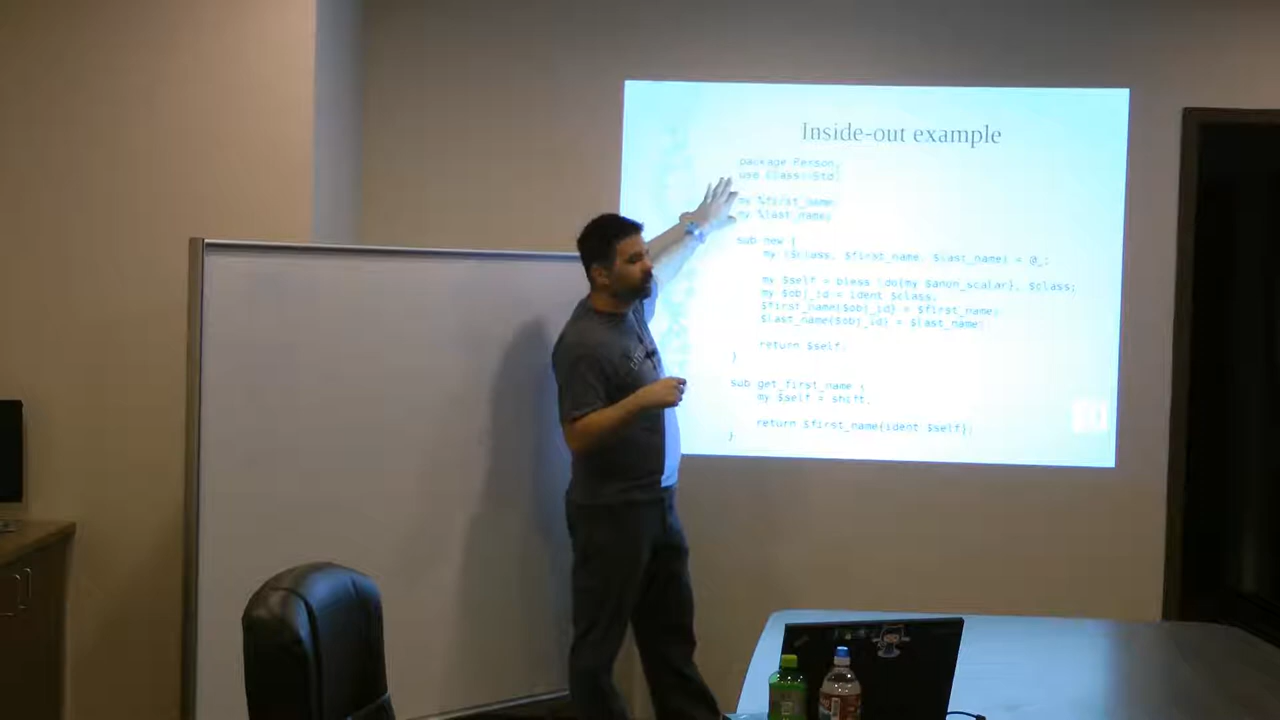 Inside-out example
package Person;
use Class::Std;
my %first_name;
my %last_name;
sub new {
my ($class, $first_name, $last_name) = @_;
my $self = bless \do{my $anon_scalar}, $class;
my $obj_id = ident $class;
$first_name{$obj_id} = $first_name;
$last_name{$obj_id} = $last_name;
return $self;
}
sub get_first_name {
my $self = shift;
return $first_name{ident $self};
}